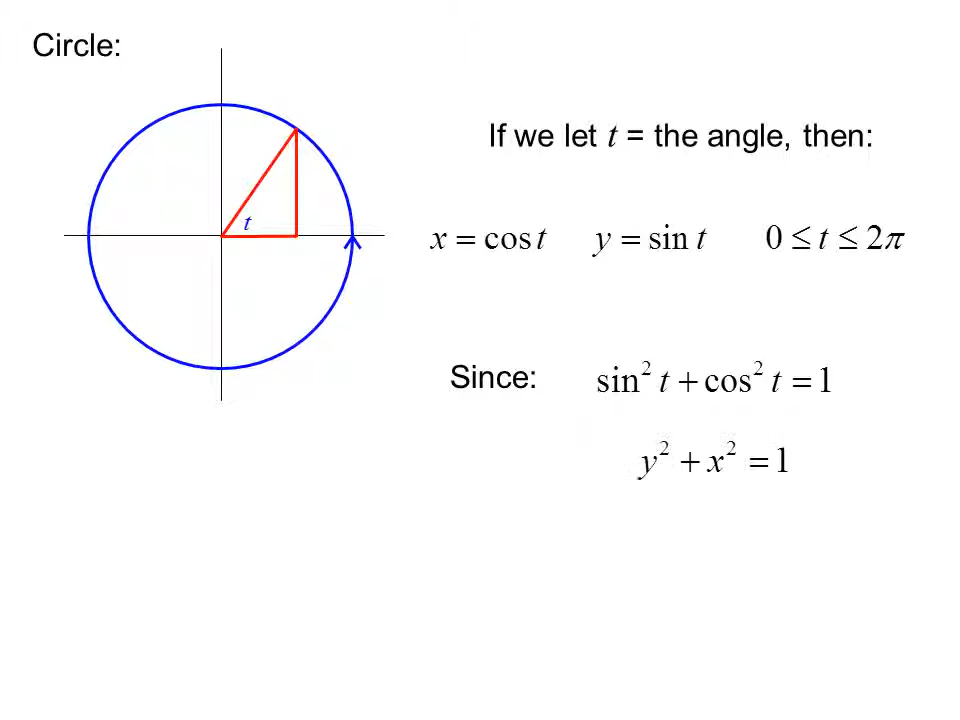 Circle:
If we let t = the angle, then:
t
x = cos t y = sin t 0 ≤ t ≤ 2π
Since: sin² t + cos² t = 1
y² + x² = 1